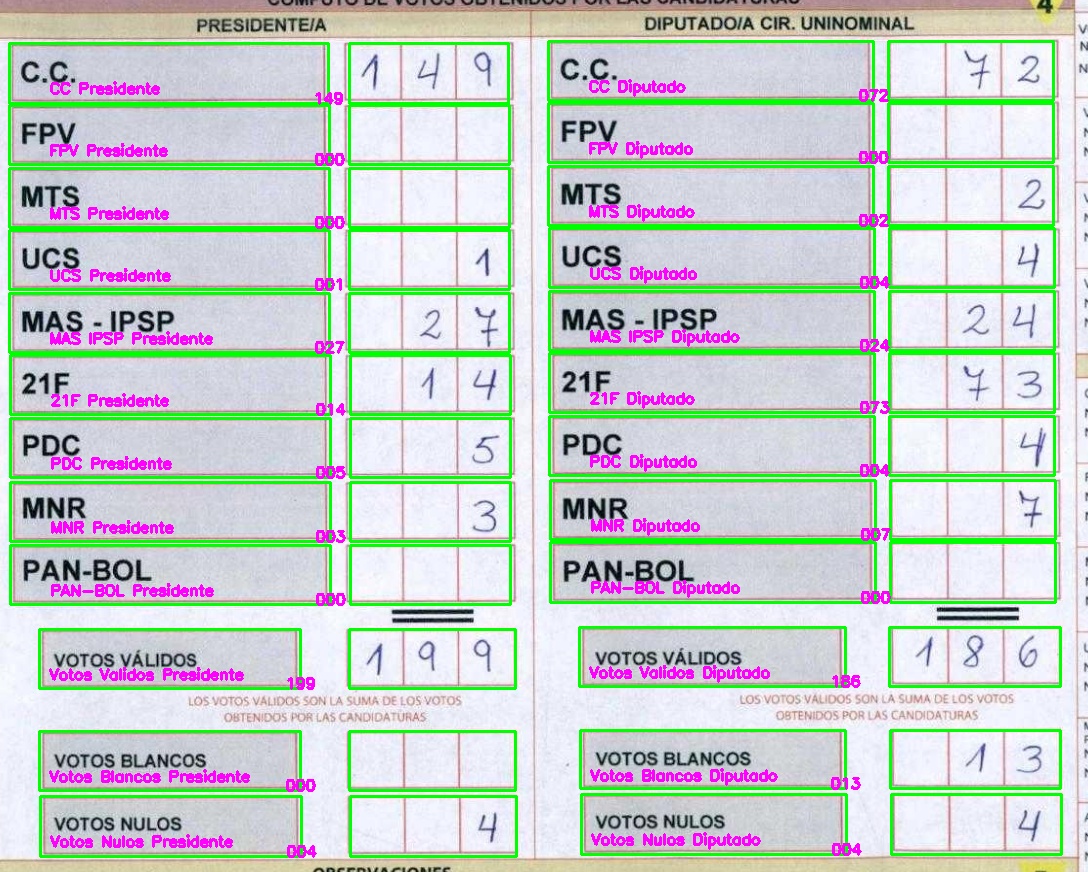 CÓMPUTO DE VOTOS OBTENIDOS POR LAS CANDIDATURAS 4
PRESIDENTE/A
C.C. 1 4 9
CC Presidente 149
FPV
FPV Presidente 000
MTS
MTS Presidente 000
UCS 1
UCS Presidente 001
MAS - IPSP 2 7
MAS IPSP Presidente 027
21F 1 4
21F Presidente 014
PDC 5
PDC Presidente 005
MNR 3
MNR Presidente 003
PAN-BOL
PAN-BOL Presidente 000
VOTOS VÁLIDOS 1 9 9
Votos Validos Presidente 199
LOS VOTOS VÁLIDOS SON LA SUMA DE LOS VOTOS
OBTENIDOS POR LAS CANDIDATURAS
VOTOS BLANCOS
Votos Blancos Presidente 000
VOTOS NULOS 4
Votos Nulos Presidente 004
DIPUTADO/A CIR. UNINOMINAL
C.C. 7 2
CC Diputado 072
FPV
FPV Diputado 000
MTS 2
MTS Diputado 002
UCS 4
UCS Diputado 004
MAS - IPSP 2 4
MAS IPSP Diputado 024
21F 7 3
21F Diputado 073
PDC 4
PDC Diputado 004
MNR 7
MNR Diputado 007
PAN-BOL
PAN-BOL Diputado 000
VOTOS VÁLIDOS 1 8 6
Votos Validos Diputado 186
LOS VOTOS VÁLIDOS SON LA SUMA DE LOS VOTOS
OBTENIDOS POR LAS CANDIDATURAS
VOTOS BLANCOS 1 3
Votos Blancos Diputado 013
VOTOS NULOS 4
Votos Nulos Diputado 004
OBSERVACIONES